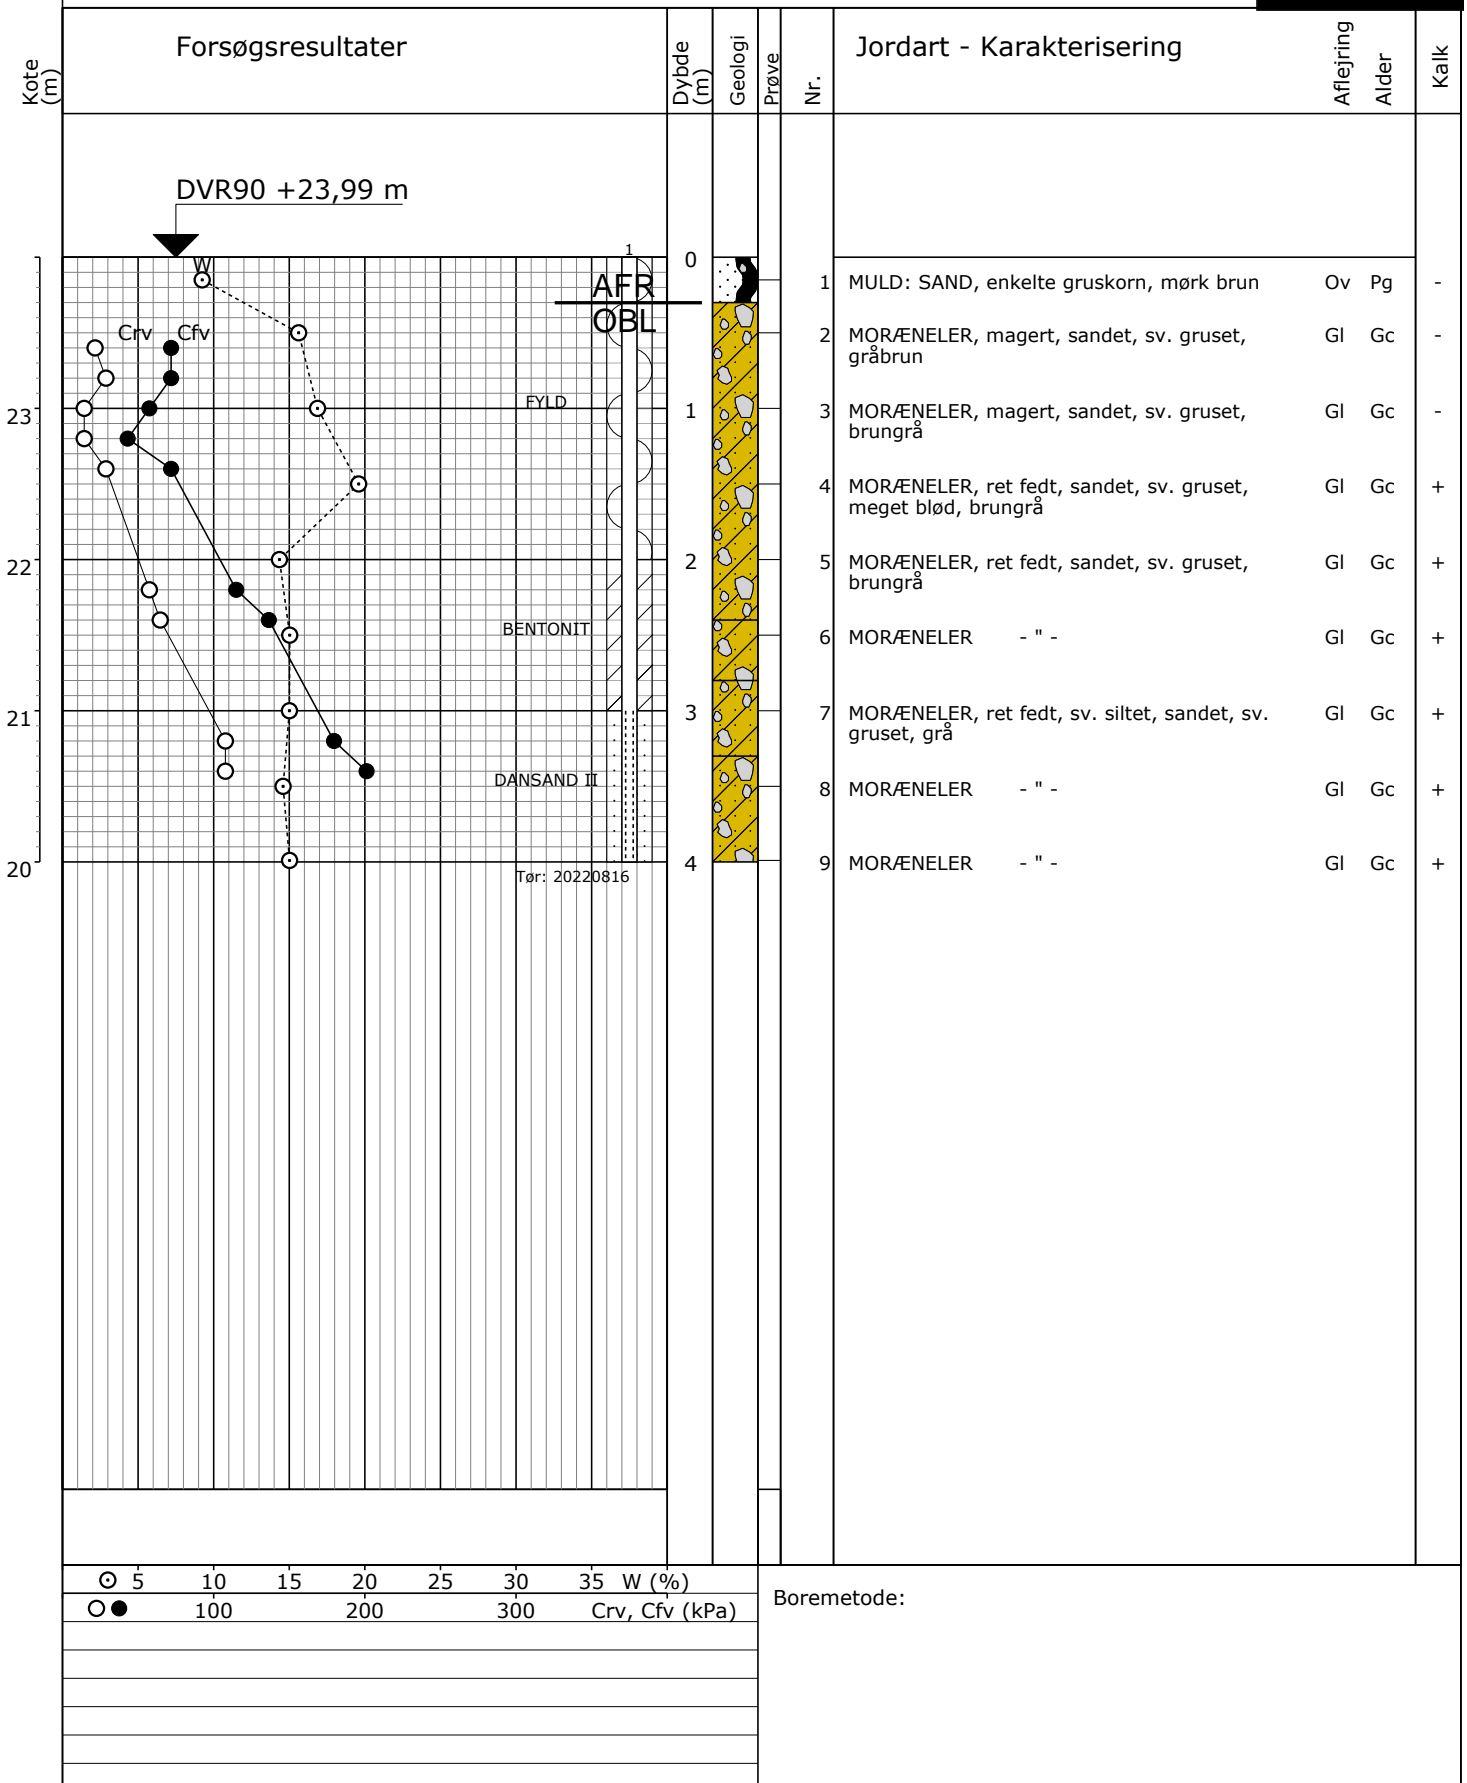 Kote (m)
Forsøgsresultater
Dybde (m)
Geologi
Prøve
Nr.
Jordart - Karakterisering
Aflejring
Alder
Kalk
DVR90 +23,99 m
1
W
0
AFR
OBL
Crv Cfv
FYLD
23
1
22
2
BENTONIT
21
3
DANSAND II
20
4
Tør: 20220816
1 MULD: SAND, enkelte gruskorn, mørk brun Ov Pg -
2 MORÆNELER, magert, sandet, sv. gruset, Gl Gc -
gråbrun
3 MORÆNELER, magert, sandet, sv. gruset, Gl Gc -
brungrå
4 MORÆNELER, ret fedt, sandet, sv. gruset, Gl Gc +
meget blød, brungrå
5 MORÆNELER, ret fedt, sandet, sv. gruset, Gl Gc +
brungrå
6 MORÆNELER - " - Gl Gc +
7 MORÆNELER, ret fedt, sv. siltet, sandet, sv. Gl Gc +
gruset, grå
8 MORÆNELER - " - Gl Gc +
9 MORÆNELER - " - Gl Gc +
5 10 15 20 25 30 35 W (%)
100 200 300 Crv, Cfv (kPa)
Boremetode: